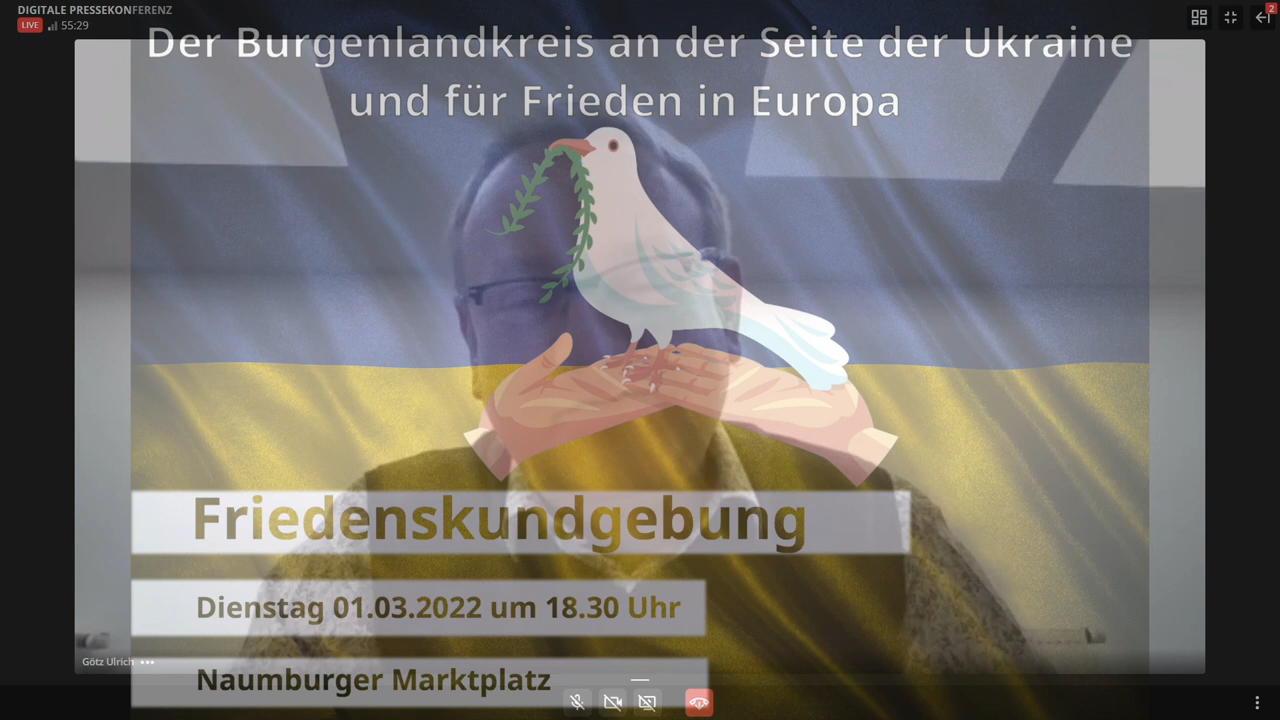 DIGITALE PRESSEKONFERENZ
LIVE 55:29
2
Der Burgenlandkreis an der Seite der Ukraine
und für Frieden in Europa
Friedenskundgebung
Dienstag 01.03.2022 um 18.30 Uhr
Götz Ulrich
Naumburger Marktplatz